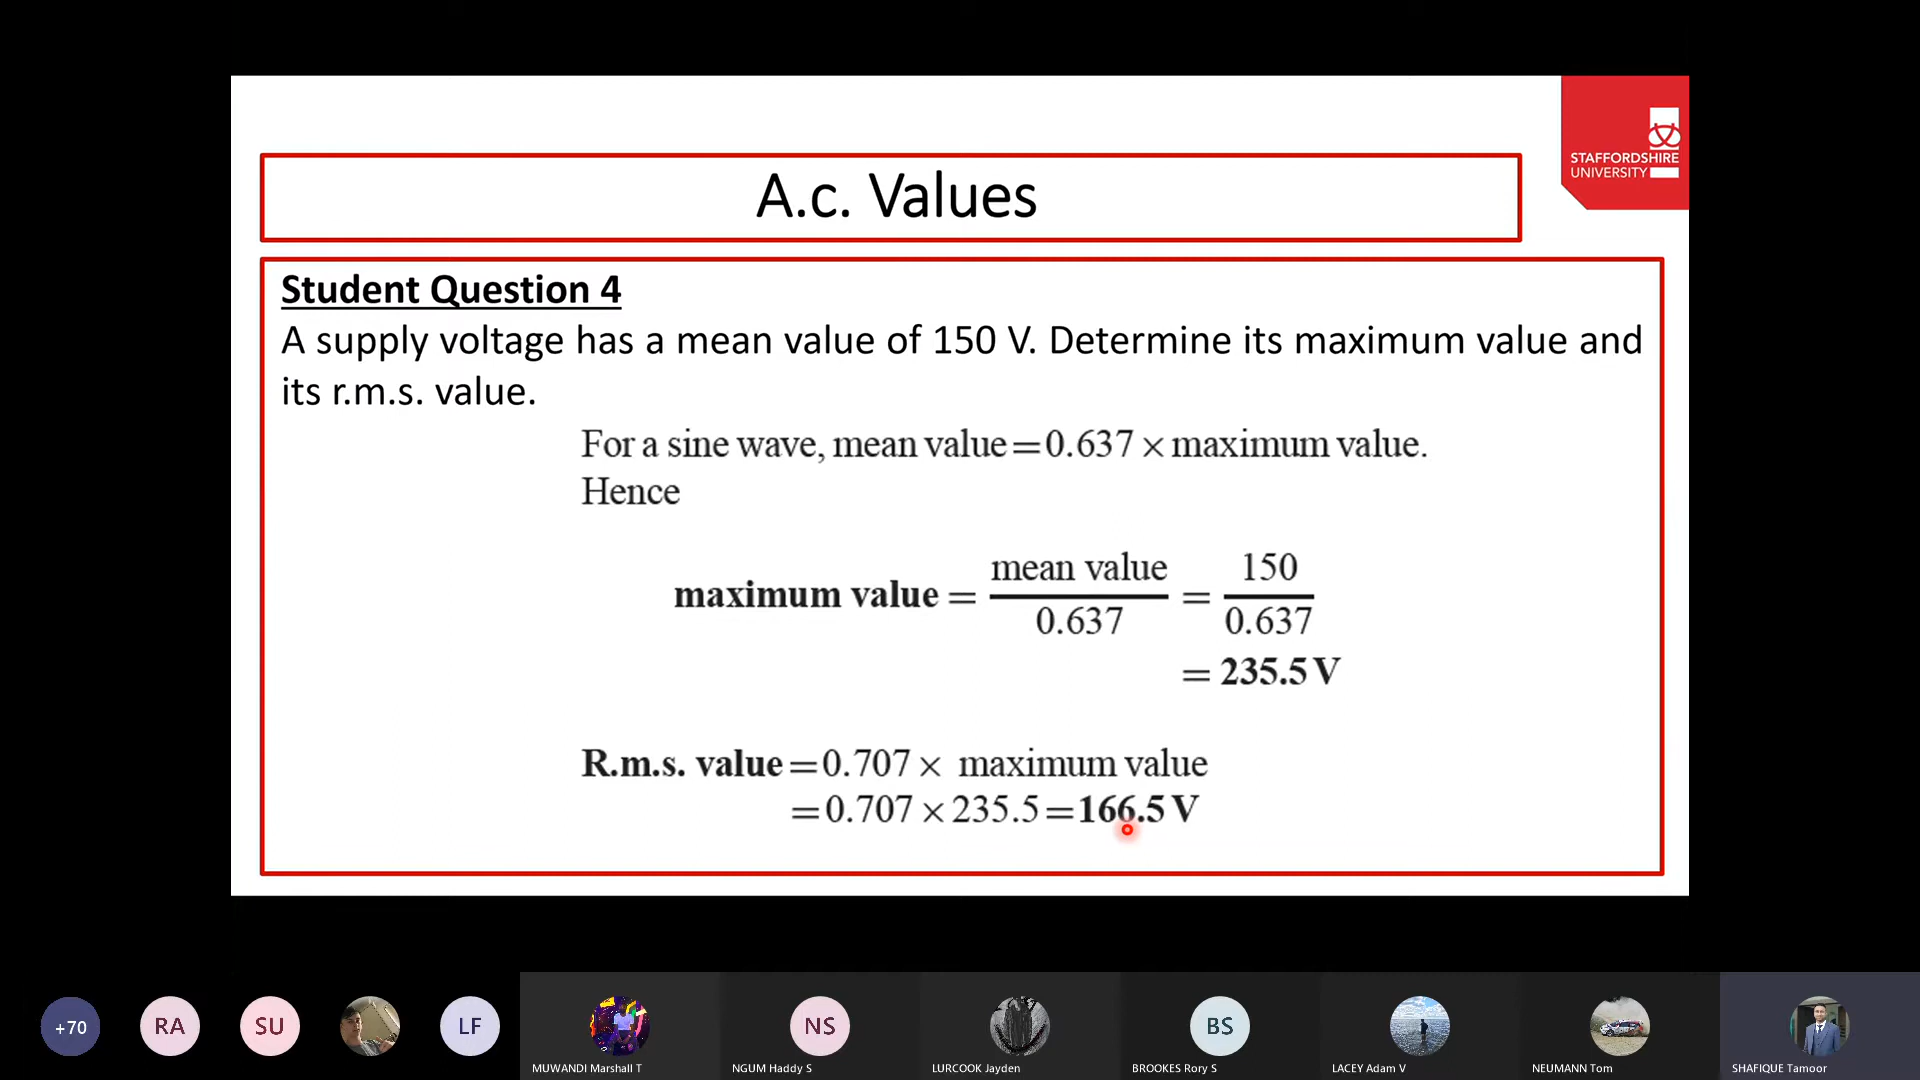 STAFFORDSHIRE
UNIVERSITY
A.c. Values
Student Question 4
A supply voltage has a mean value of 150 V. Determine its maximum value and
its r.m.s. value.
For a sine wave, mean value = 0.637 × maximum value.
Hence
maximum value = mean value / 0.637 = 150 / 0.637
= 235.5 V
R.m.s. value = 0.707 × maximum value
= 0.707 × 235.5 = 166.5 V
+70 RA SU LF NS BS
MUWANDI Marshall T NGUM Haddy S LURCOOK Jayden BROOKES Rory S LACEY Adam V NEUMANN Tom SHAFIQUE Tamoor